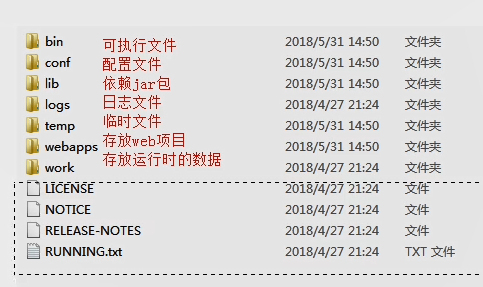 bin 可执行文件 2018/5/31 14:50 文件夹
conf 配置文件 2018/5/31 14:50 文件夹
lib 依赖jar包 2018/5/31 14:50 文件夹
logs 日志文件 2018/4/27 21:24 文件夹
temp 临时文件 2018/5/31 14:50 文件夹
webapps 存放web项目 2018/5/31 14:50 文件夹
work 存放运行时的数据 2018/4/27 21:24 文件夹
LICENSE 2018/4/27 21:24 文件
NOTICE 2018/4/27 21:24 文件
RELEASE-NOTES 2018/4/27 21:24 文件
RUNNING.txt 2018/4/27 21:24 TXT 文件